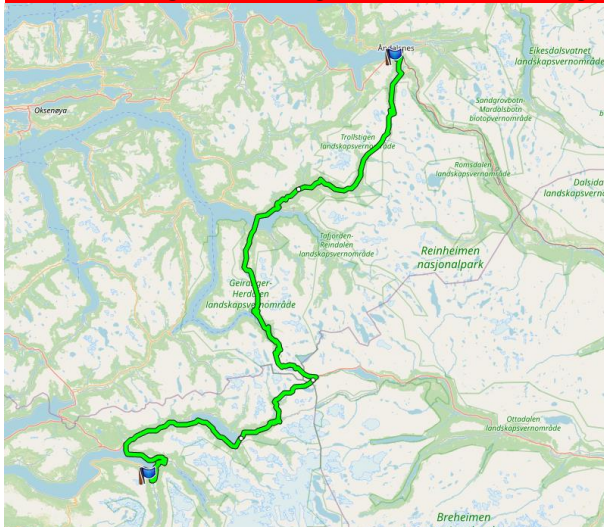 Åndalsnes
Eikesdalsvatnet
landskapsvernområde
Oksenøya
Sandgrovbotn
Mardalsbotn
biotopvernområde
Trollstigen
landskapsvernområde
Romsdalen
landskapsvernområde
Dalsida
landskapsverno
Tafjorden-
Reindalen
landskapsvernområde
Reinheimen
nasjonalpark
Geiranger-
Herdalen
landskapsvernområde
Ottadalen
landskapsvernområde
Breheimen